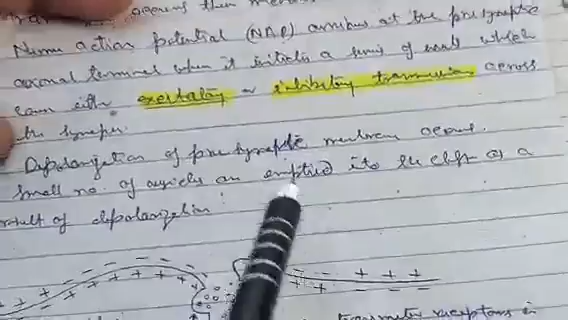 Nerve action potential (NAP) arrives at the presynaptic
axonal terminal when it initiates a series of events which
can either excitatory or inhibitory transmission across
the synapse.
Depolarization of presynaptic membrane occurs.
Small no. of vesicles are emptied into the cleft as a
result of depolarization
receptors in